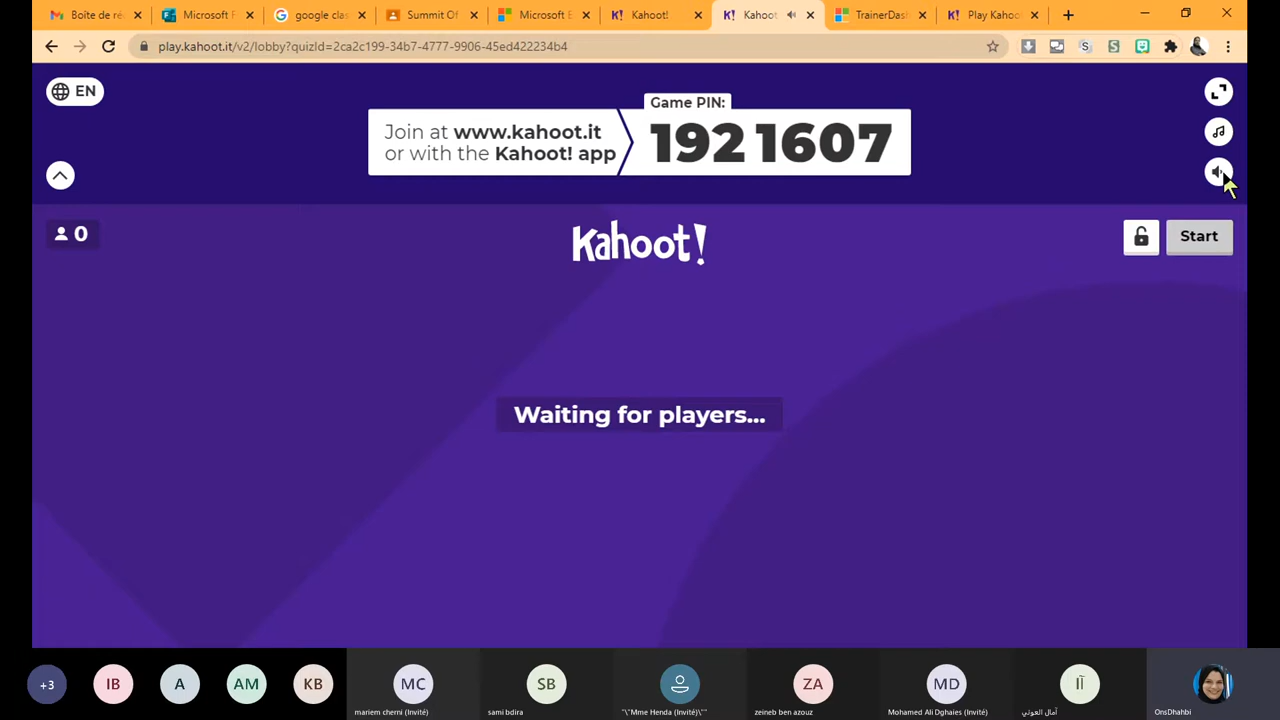 Boîte de ré
Microsoft F
google clas
Summit Of
Microsoft E
Kahoot!
Kahoot
TrainerDas
Play Kahoo
play.kahoot.it/v2/lobby?quizId=2ca2c199-34b7-4777-9906-45ed422234b4
EN
Join at www.kahoot.it
or with the Kahoot! app
Game PIN:
192 1607
0
Kahoot!
Start
Waiting for players...
+3
IB
A
AM
KB
MC
SB
ZA
MD
mariem cherni (Invité)
sami bdira
"\"Mme Henda (Invité)\""
zeineb ben azouz
Mohamed Ali Dghaies (Invité)
آمال العوني
OnsDhahbi